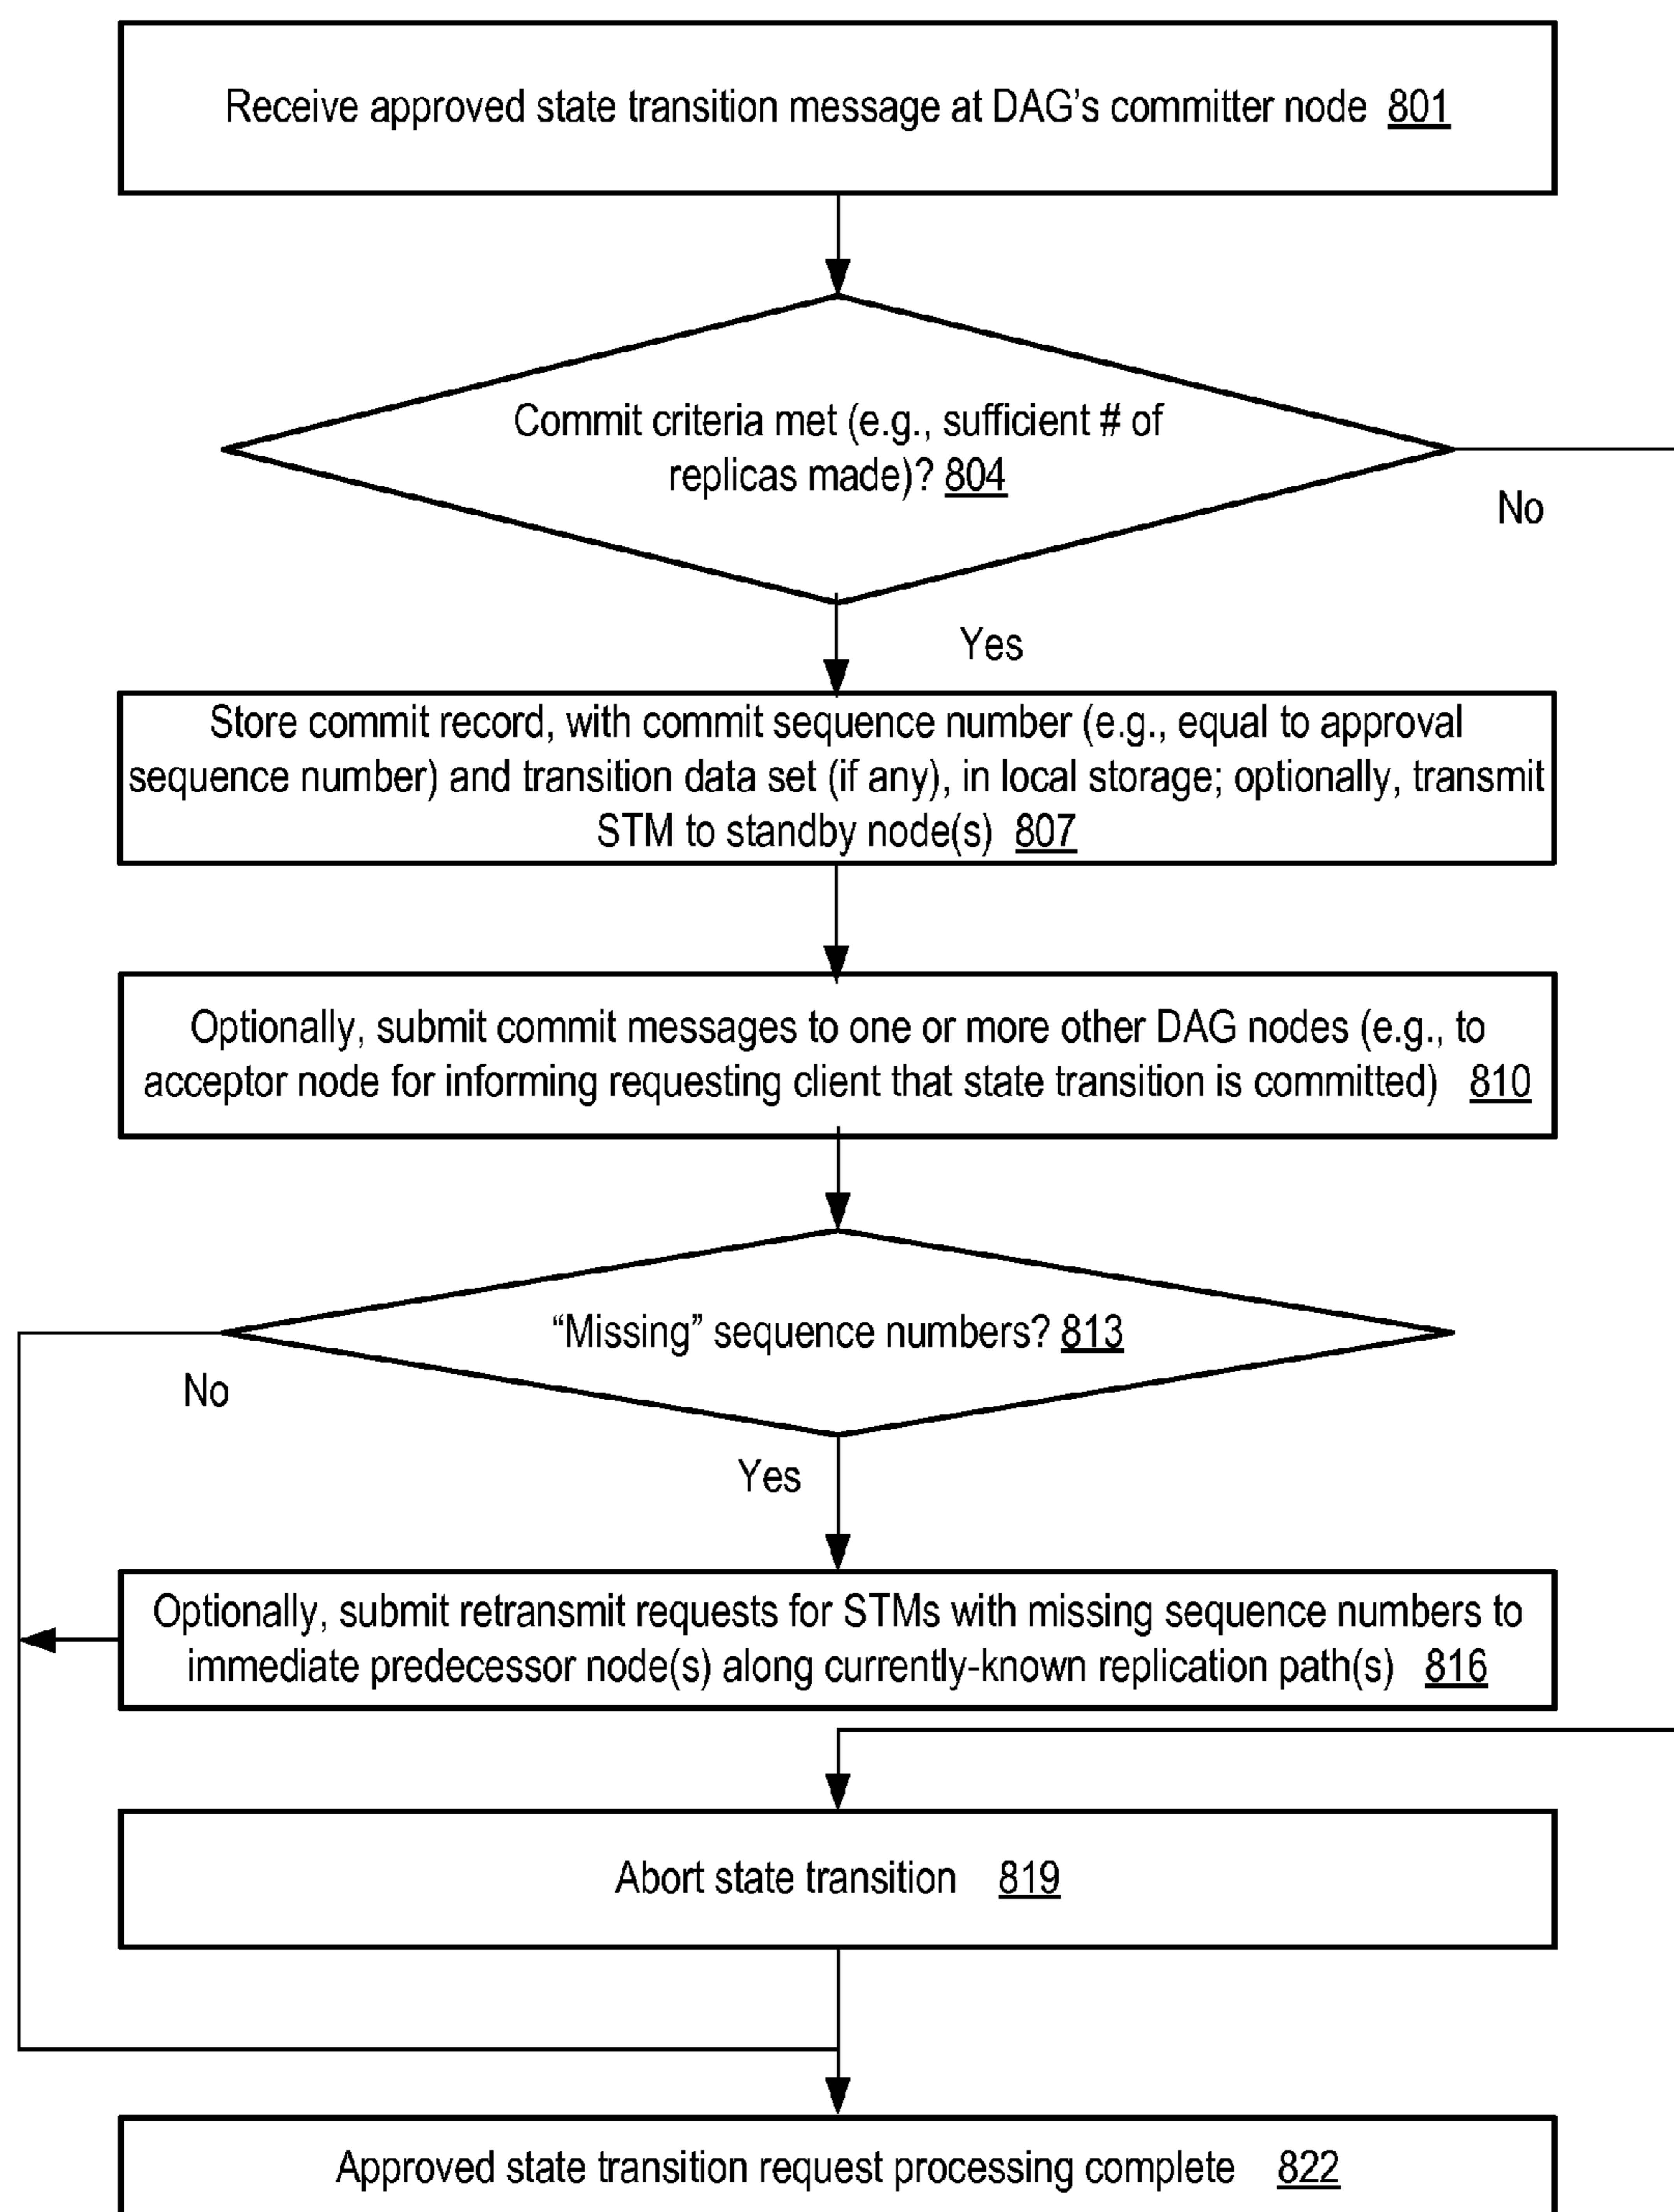 Receive approved state transition message at DAG's committer node 801
Commit criteria met (e.g., sufficient # of
replicas made)? 804
No
Yes
Store commit record, with commit sequence number (e.g., equal to approval
sequence number) and transition data set (if any), in local storage; optionally, transmit
STM to standby node(s) 807
Optionally, submit commit messages to one or more other DAG nodes (e.g., to
acceptor node for informing requesting client that state transition is committed) 810
“Missing” sequence numbers? 813
No
Yes
Optionally, submit retransmit requests for STMs with missing sequence numbers to
immediate predecessor node(s) along currently-known replication path(s) 816
Abort state transition 819
Approved state transition request processing complete 822